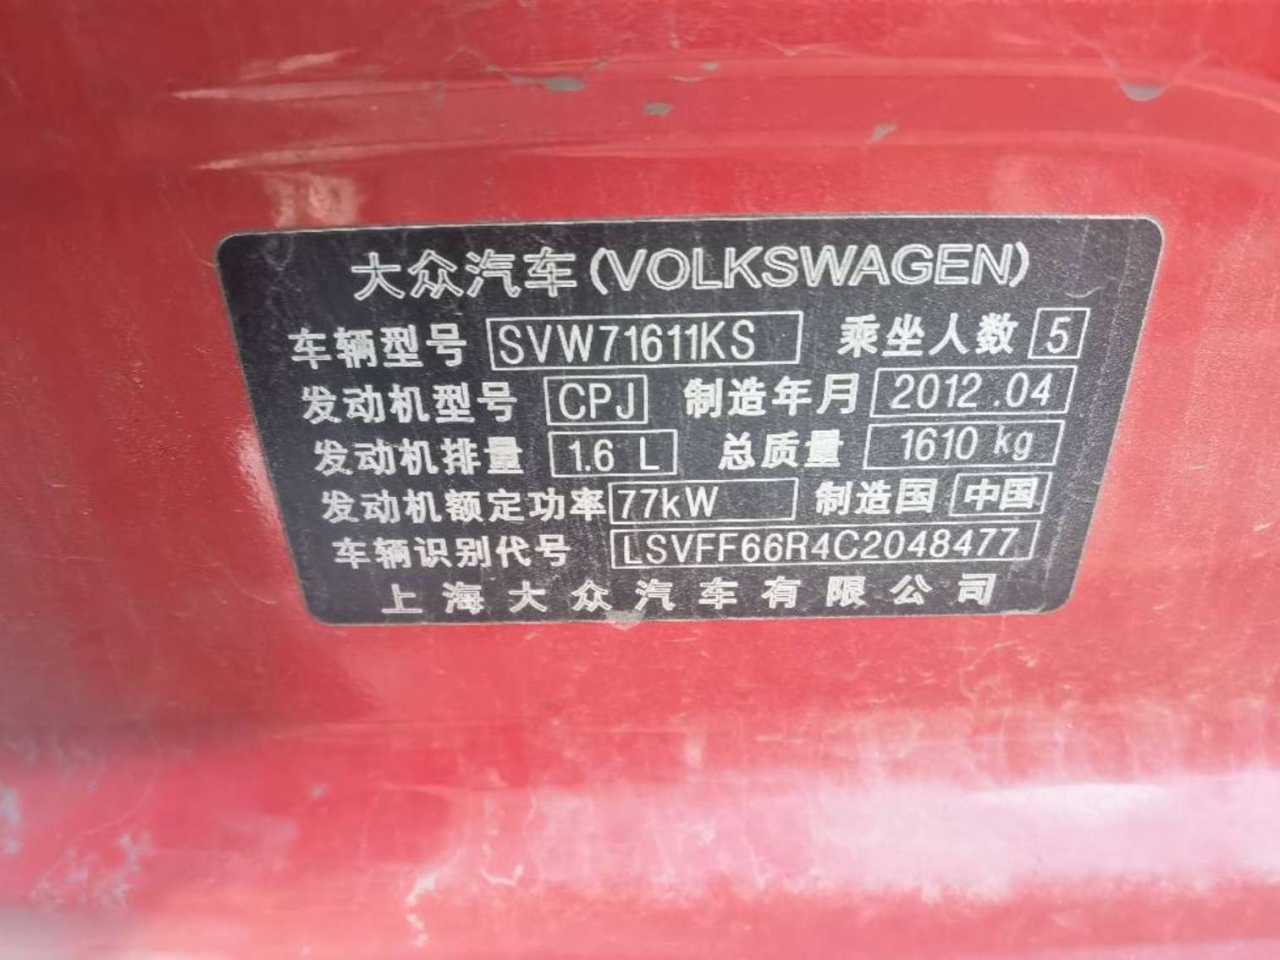 大众汽车(VOLKSWAGEN)
车辆型号 SVW71611KS 乘坐人数 5
发动机型号 CPJ 制造年月 2012.04
发动机排量 1.6 L 总质量 1610 kg
发动机额定功率 77kW 制造国 中国
车辆识别代号 LSVFF66R4C2048477
上海大众汽车有限公司